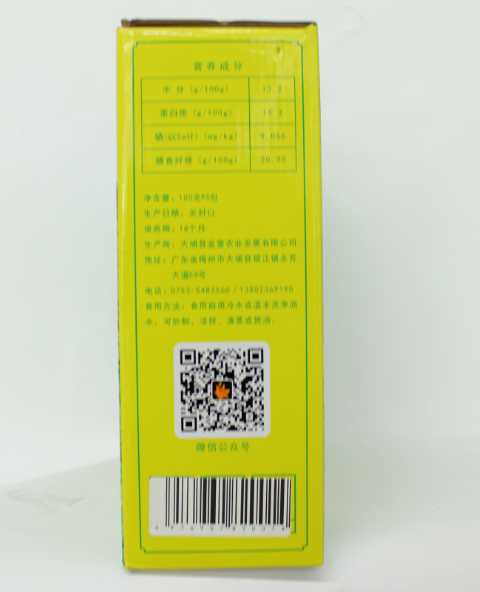 营养成分
水 分（g/100g） 13.2
蛋白质（g/100g） 14.3
硒(以Se计)（mg/kg） 0.066
膳食纤维（g/100g） 20.90
净含量：100克*5包
生产日期：见封口
保质期：18个月
生产商：大埔县金萱农业发展有限公司
地址：广东省梅州市大埔县银江镇永芳
大道59号
电话：0753-5482560 / 13802369190
食用方法：食用前用冷水或温水洗净沥
水，可炒制、凉拌、清蒸或煲汤。
微信公众号